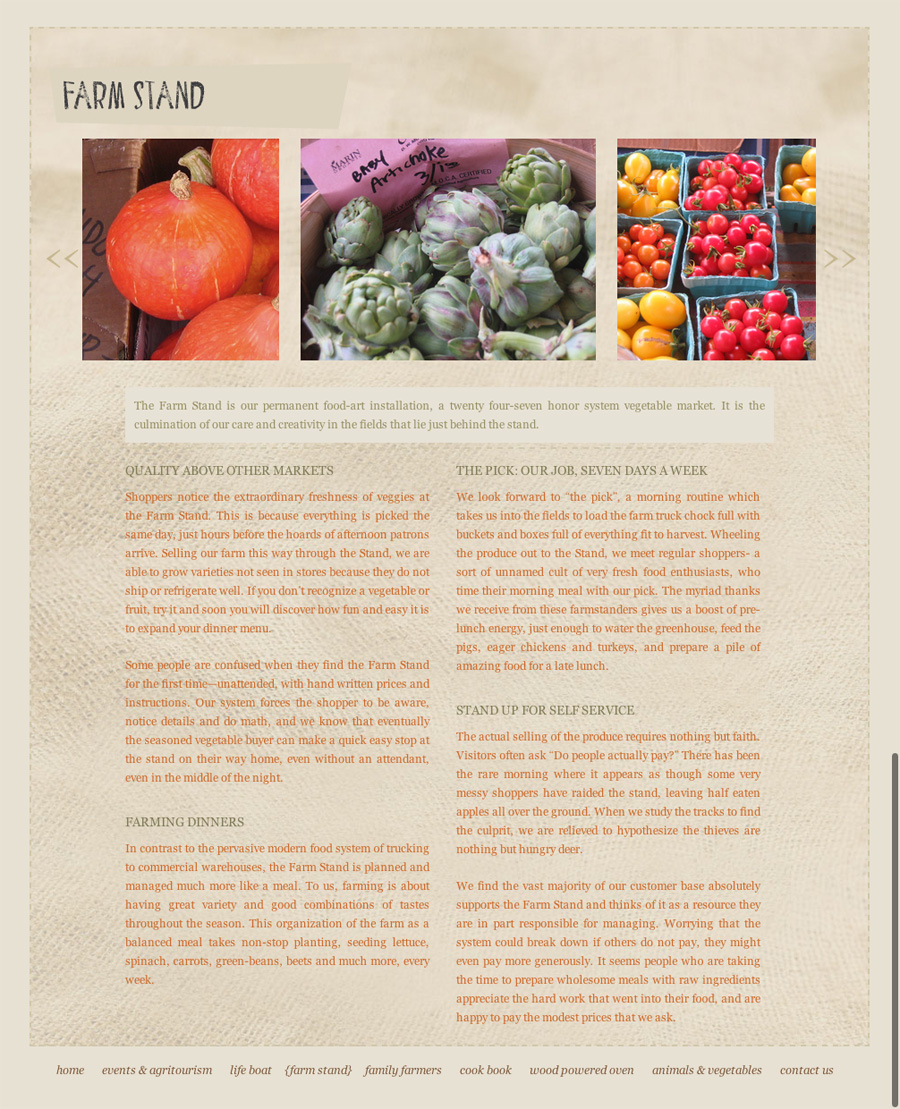 FARM STAND
MARIN
BABY
Artichoke
3/1
C.D.G.A. CERTIFIED
<< >>
The Farm Stand is our permanent food-art installation, a twenty four-seven honor system vegetable market. It is the
culmination of our care and creativity in the fields that lie just behind the stand.
QUALITY ABOVE OTHER MARKETS
Shoppers notice the extraordinary freshness of veggies at
the Farm Stand. This is because everything is picked the
same day, just hours before the hoards of afternoon patrons
arrive. Selling our farm this way through the Stand, we are
able to grow varieties not seen in stores because they do not
ship or refrigerate well. If you don't recognize a vegetable or
fruit, try it and soon you will discover how fun and easy it is
to expand your dinner menu.
Some people are confused when they find the Farm Stand
for the first time—unattended, with hand written prices and
instructions. Our system forces the shopper to be aware,
notice details and do math, and we know that eventually
the seasoned vegetable buyer can make a quick easy stop at
the stand on their way home, even without an attendant,
even in the middle of the night.
FARMING DINNERS
In contrast to the pervasive modern food system of trucking
to commercial warehouses, the Farm Stand is planned and
managed much more like a meal. To us, farming is about
having great variety and good combinations of tastes
throughout the season. This organization of the farm as a
balanced meal takes non-stop planting, seeding lettuce,
spinach, carrots, green-beans, beets and much more, every
week.
THE PICK: OUR JOB, SEVEN DAYS A WEEK
We look forward to "the pick", a morning routine which
takes us into the fields to load the farm truck chock full with
buckets and boxes full of everything fit to harvest. Wheeling
the produce out to the Stand, we meet regular shoppers- a
sort of unnamed cult of very fresh food enthusiasts, who
time their morning meal with our pick. The myriad thanks
we receive from these farmstanders gives us a boost of pre-
lunch energy, just enough to water the greenhouse, feed the
pigs, eager chickens and turkeys, and prepare a pile of
amazing food for a late lunch.
STAND UP FOR SELF SERVICE
The actual selling of the produce requires nothing but faith.
Visitors often ask "Do people actually pay?" There has been
the rare morning where it appears as though some very
messy shoppers have raided the stand, leaving half eaten
apples all over the ground. When we study the tracks to find
the culprit, we are relieved to hypothesize the thieves are
nothing but hungry deer.
We find the vast majority of our customer base absolutely
supports the Farm Stand and thinks of it as a resource they
are in part responsible for managing. Worrying that the
system could break down if others do not pay, they might
even pay more generously. It seems people who are taking
the time to prepare wholesome meals with raw ingredients
appreciate the hard work that went into their food, and are
happy to pay the modest prices that we ask.
home events & agritourism life boat {farm stand} family farmers cook book wood powered oven animals & vegetables contact us